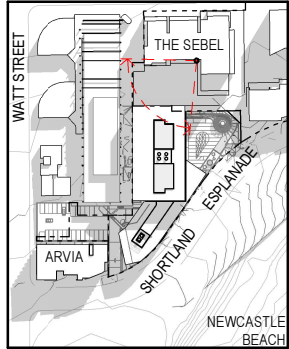 THE SEBEL
WATT STREET
SHORTLAND ESPLANADE
ARVIA
NEWCASTLE
BEACH